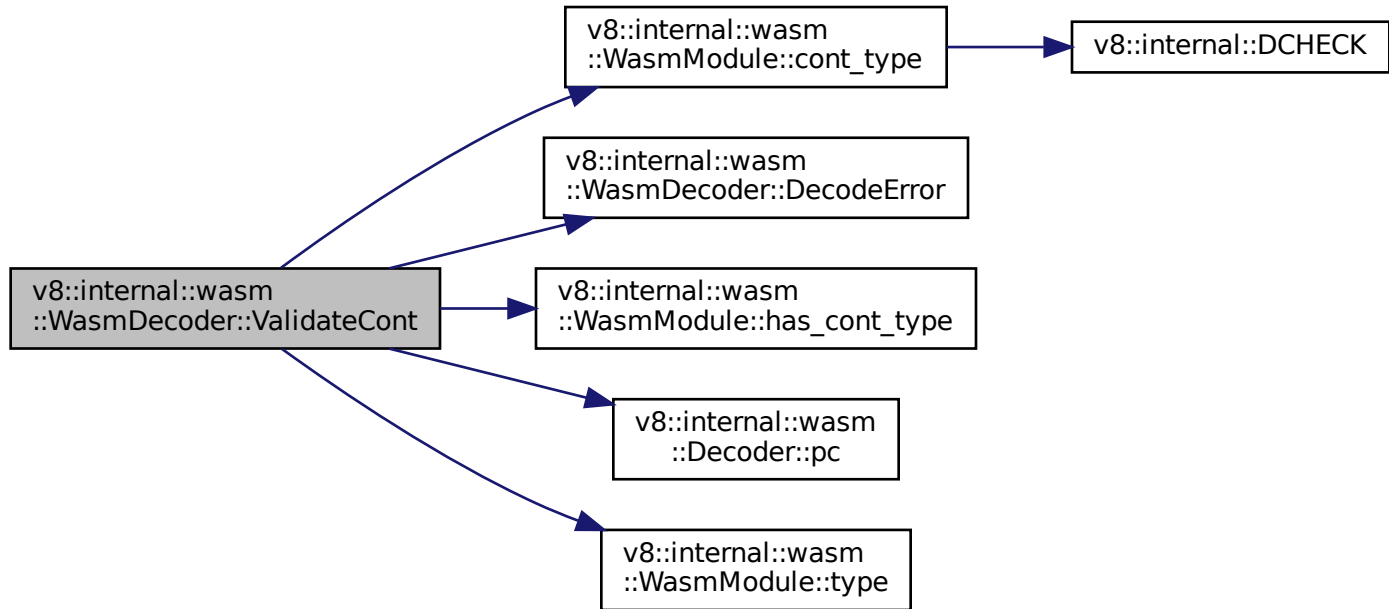 v8::internal::wasm
::WasmModule::cont_type
v8::internal::DCHECK
v8::internal::wasm
::WasmDecoder::DecodeError
v8::internal::wasm
::WasmDecoder::ValidateCont
v8::internal::wasm
::WasmModule::has_cont_type
v8::internal::wasm
::Decoder::pc
v8::internal::wasm
::WasmModule::type